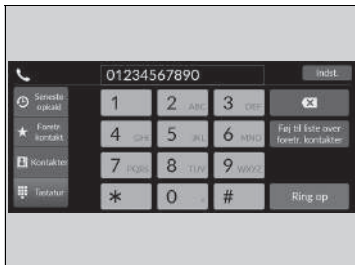 01234567890
Indst.
Seneste
opkald
1
2 ABC
3 DEF
Foretr.
kontakt
4 GHI
5 JKL
6 MNO
Føj til liste over
foretr. kontakter
Kontakter
7 PQRS
8 TUV
9 WXYZ
Tastatur
*
0
#
Ring op